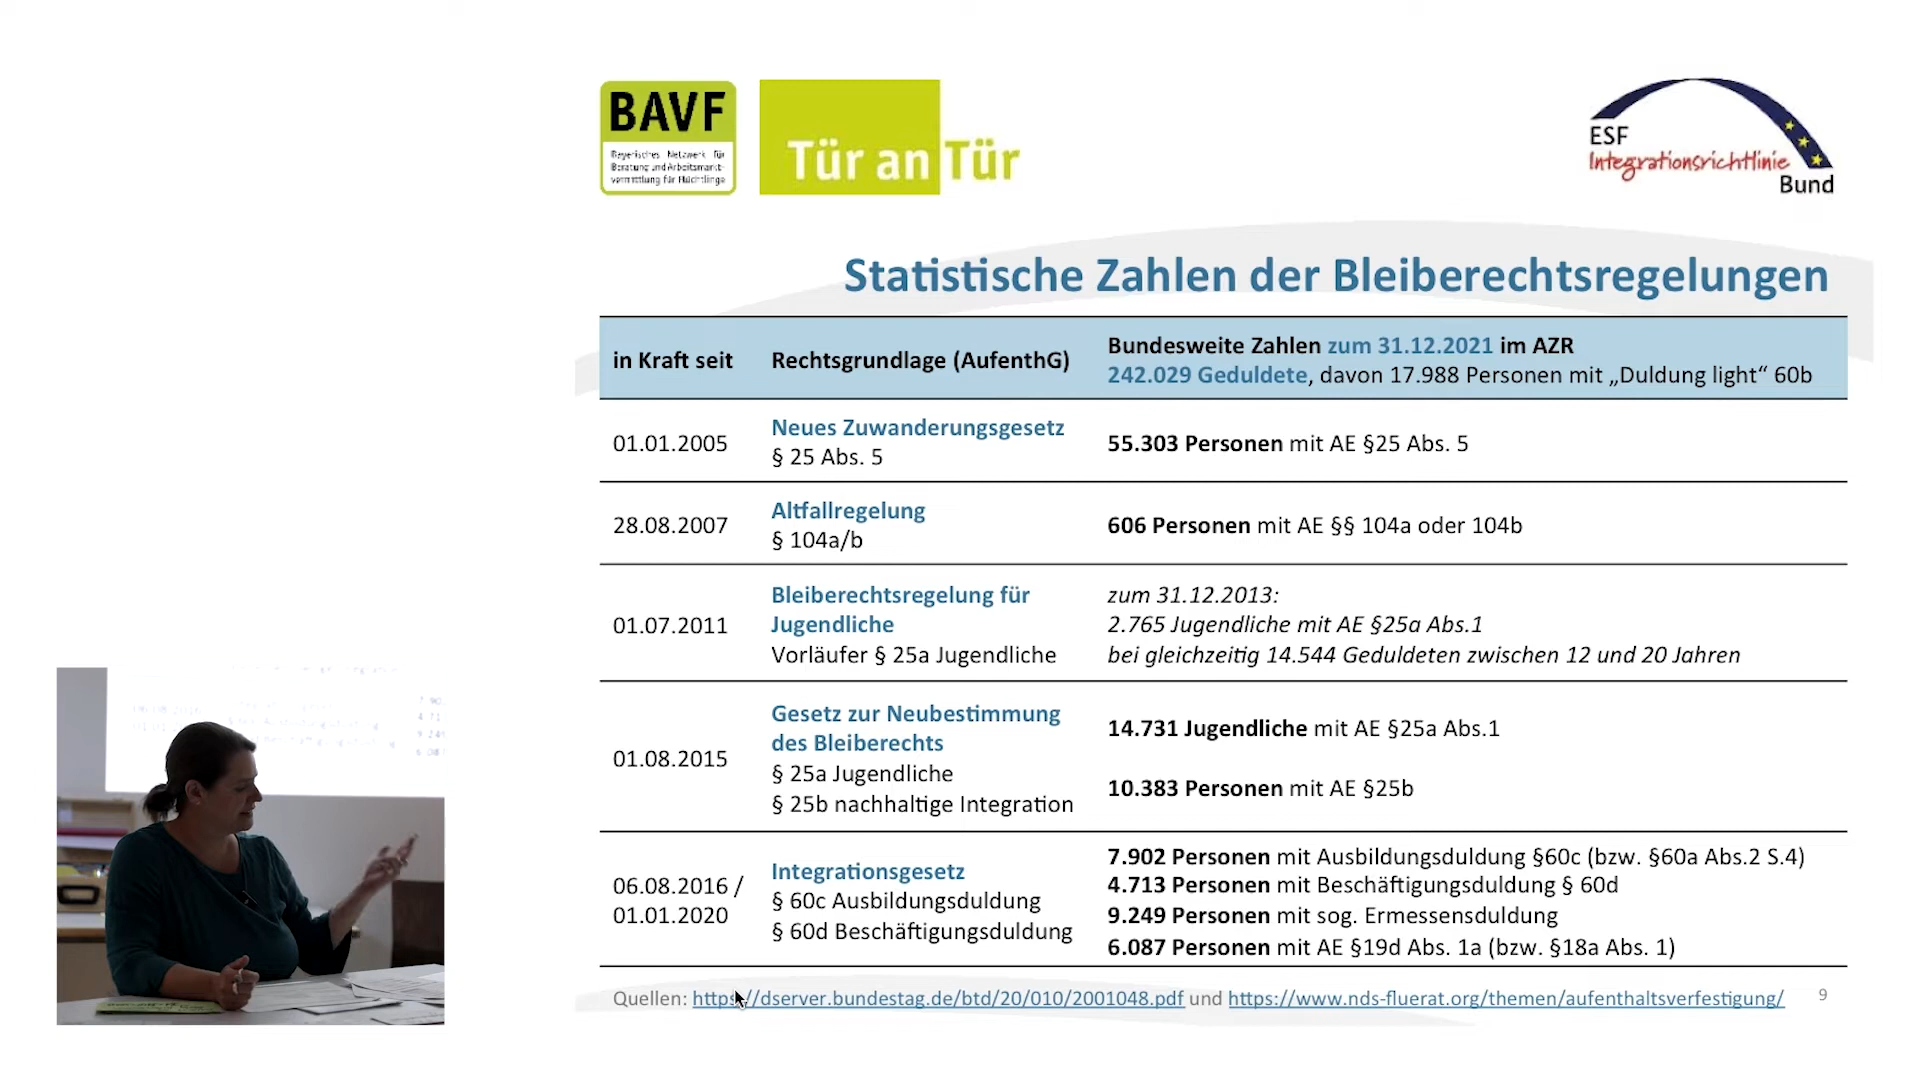 BAVF
Bayerisches Netzwerk für
Beratung und Arbeitsmarkt-
vermittlung für Flüchtlinge
Tür an Tür
ESF
Integrationsrichtlinie
Bund
Statistische Zahlen der Bleiberechtsregelungen
in Kraft seit
Rechtsgrundlage (AufenthG)
Bundesweite Zahlen zum 31.12.2021 im AZR
242.029 Geduldete, davon 17.988 Personen mit „Duldung light“ 60b
01.01.2005
Neues Zuwanderungsgesetz
§ 25 Abs. 5
55.303 Personen mit AE §25 Abs. 5
28.08.2007
Altfallregelung
§ 104a/b
606 Personen mit AE §§ 104a oder 104b
01.07.2011
Bleiberechtsregelung für
Jugendliche
Vorläufer § 25a Jugendliche
zum 31.12.2013:
2.765 Jugendliche mit AE §25a Abs.1
bei gleichzeitig 14.544 Geduldeten zwischen 12 und 20 Jahren
01.08.2015
Gesetz zur Neubestimmung
des Bleiberechts
§ 25a Jugendliche
§ 25b nachhaltige Integration
14.731 Jugendliche mit AE §25a Abs.1
10.383 Personen mit AE §25b
06.08.2016 /
01.01.2020
Integrationsgesetz
§ 60c Ausbildungsduldung
§ 60d Beschäftigungsduldung
7.902 Personen mit Ausbildungsduldung §60c (bzw. §60a Abs.2 S.4)
4.713 Personen mit Beschäftigungsduldung § 60d
9.249 Personen mit sog. Ermessensduldung
6.087 Personen mit AE §19d Abs. 1a (bzw. §18a Abs. 1)
Quellen: https://dserver.bundestag.de/btd/20/010/2001048.pdf und https://www.nds-fluerat.org/themen/aufenthaltsverfestigung/
9